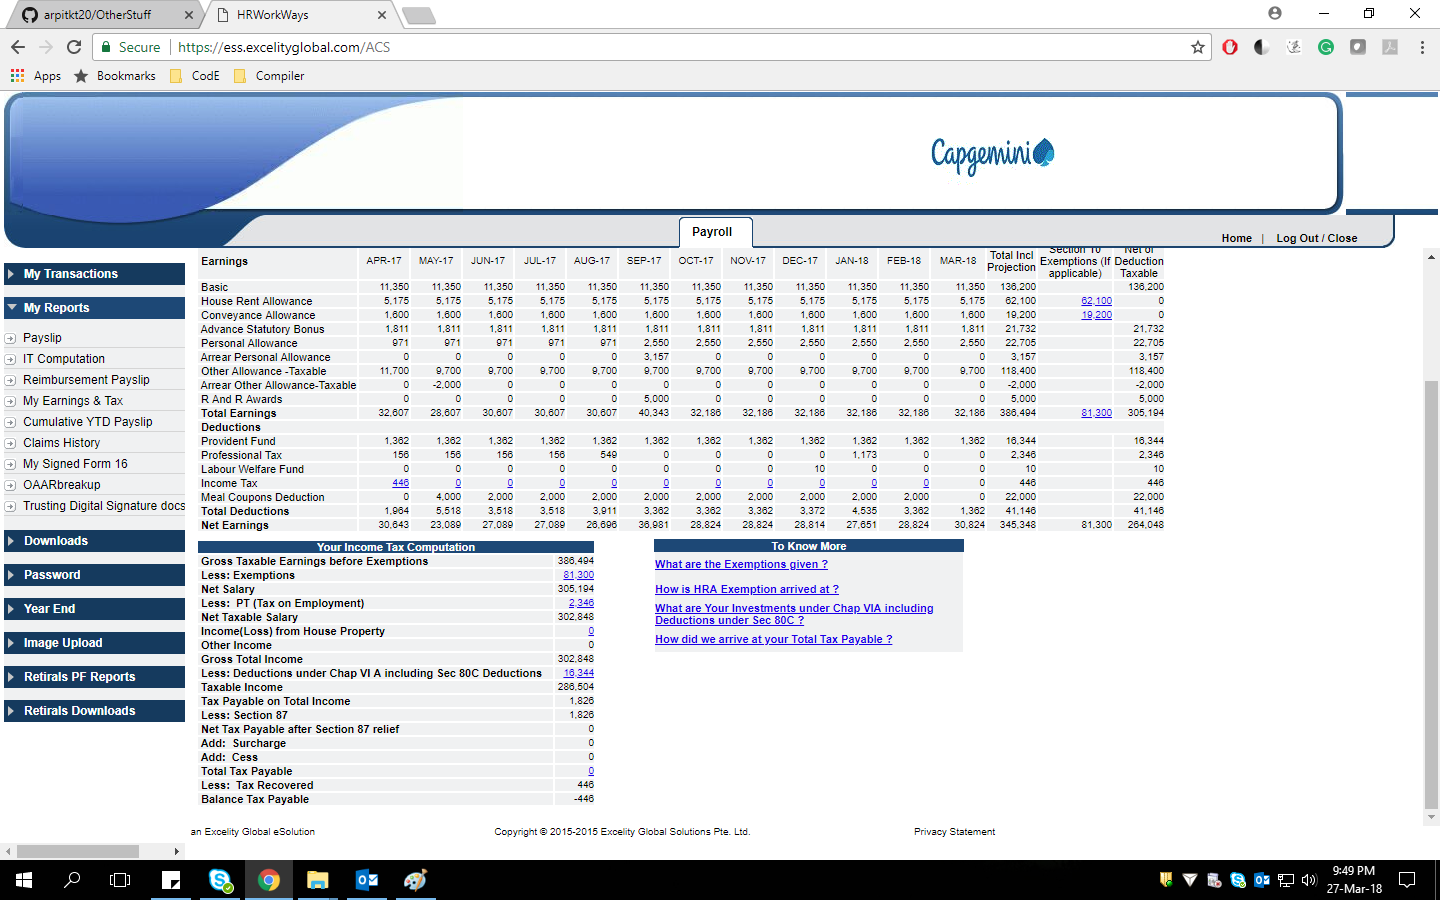 arpitkt20/OtherStuff
HRWorkWays
Secure https://ess.excelityglobal.com/ACS
Apps Bookmarks CodE Compiler
Capgemini
Payroll
Home | Log Out / Close
My Transactions
My Reports
Payslip
IT Computation
Reimbursement Payslip
My Earnings & Tax
Cumulative YTD Payslip
Claims History
My Signed Form 16
OAARbreakup
Trusting Digital Signature docs
Downloads
Password
Year End
Image Upload
Retirals PF Reports
Retirals Downloads
Earnings APR-17 MAY-17 JUN-17 JUL-17 AUG-17 SEP-17 OCT-17 NOV-17 DEC-17 JAN-18 FEB-18 MAR-18 Total Incl Projection Section 10 Exemptions (If applicable) Net of Deduction Taxable
Basic 11,350 11,350 11,350 11,350 11,350 11,350 11,350 11,350 11,350 11,350 11,350 11,350 136,200 136,200
House Rent Allowance 5,175 5,175 5,175 5,175 5,175 5,175 5,175 5,175 5,175 5,175 5,175 5,175 62,100 62,100 0
Conveyance Allowance 1,600 1,600 1,600 1,600 1,600 1,600 1,600 1,600 1,600 1,600 1,600 1,600 19,200 19,200 0
Advance Statutory Bonus 1,811 1,811 1,811 1,811 1,811 1,811 1,811 1,811 1,811 1,811 1,811 1,811 21,732 21,732
Personal Allowance 971 971 971 971 971 2,550 2,550 2,550 2,550 2,550 2,550 2,550 22,705 22,705
Arrear Personal Allowance 0 0 0 0 0 3,157 0 0 0 0 0 0 3,157 3,157
Other Allowance -Taxable 11,700 9,700 9,700 9,700 9,700 9,700 9,700 9,700 9,700 9,700 9,700 9,700 118,400 118,400
Arrear Other Allowance-Taxable 0 -2,000 0 0 0 0 0 0 0 0 0 0 -2,000 -2,000
R And R Awards 0 0 0 0 0 5,000 0 0 0 0 0 0 5,000 5,000
Total Earnings 32,607 28,607 30,607 30,607 30,607 40,343 32,186 32,186 32,186 32,186 32,186 32,186 386,494 81,300 305,194
Deductions
Provident Fund 1,362 1,362 1,362 1,362 1,362 1,362 1,362 1,362 1,362 1,362 1,362 1,362 16,344 16,344
Professional Tax 156 156 156 156 549 0 0 0 0 1,173 0 0 2,346 2,346
Labour Welfare Fund 0 0 0 0 0 0 0 0 10 0 0 0 10 10
Income Tax 446 0 0 0 0 0 0 0 0 0 0 0 446 446
Meal Coupons Deduction 0 4,000 2,000 2,000 2,000 2,000 2,000 2,000 2,000 2,000 2,000 0 22,000 22,000
Total Deductions 1,964 5,518 3,518 3,518 3,911 3,362 3,362 3,362 3,372 4,535 3,362 1,362 41,146 41,146
Net Earnings 30,643 23,089 27,089 27,089 26,696 36,981 28,824 28,824 28,814 27,651 28,824 30,824 345,348 81,300 264,048
Your Income Tax Computation
Gross Taxable Earnings before Exemptions 386,494
Less: Exemptions 81,300
Net Salary 305,194
Less: PT (Tax on Employment) 2,346
Net Taxable Salary 302,848
Income(Loss) from House Property 0
Other Income 0
Gross Total Income 302,848
Less: Deductions under Chap VI A including Sec 80C Deductions 16,344
Taxable Income 286,504
Tax Payable on Total Income 1,826
Less: Section 87 1,826
Net Tax Payable after Section 87 relief 0
Add: Surcharge 0
Add: Cess 0
Total Tax Payable 0
Less: Tax Recovered 446
Balance Tax Payable -446
To Know More
What are the Exemptions given ?
How is HRA Exemption arrived at ?
What are Your Investments under Chap VIA including
Deductions under Sec 80C ?
How did we arrive at your Total Tax Payable ?
an Excelity Global eSolution Copyright © 2015-2015 Excelity Global Solutions Pte. Ltd. Privacy Statement
9:49 PM
27-Mar-18